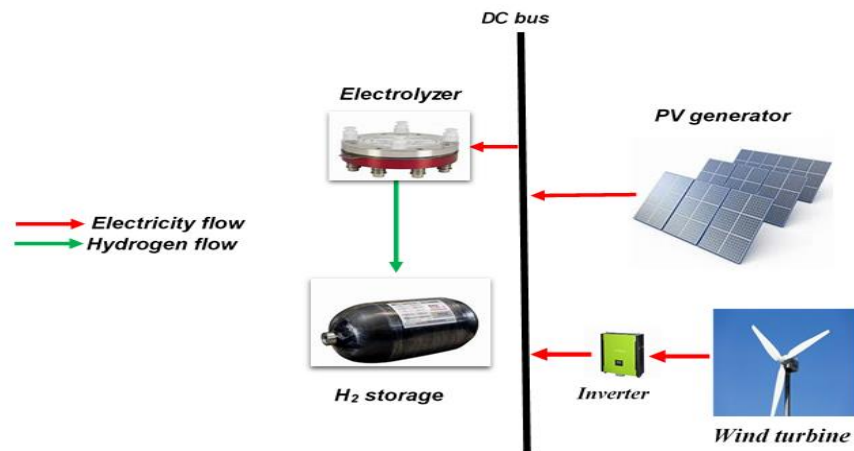 DC bus
Electrolyzer
PV generator
Electricity flow
Hydrogen flow
H₂ storage
Inverter
Wind turbine